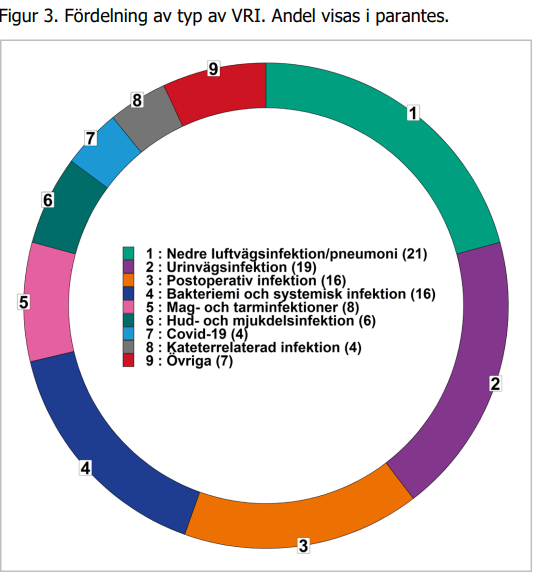 Figur 3. Fördelning av typ av VRI. Andel visas i parantes.
9
8
1
7
6
1 : Nedre luftvägsinfektion/pneumoni (21)
2 : Urinvägsinfektion (19)
3 : Postoperativ infektion (16)
4 : Bakteriemi och systemisk infektion (16)
5 : Mag- och tarminfektioner (8)
6 : Hud- och mjukdelsinfektion (6)
7 : Covid-19 (4)
8 : Kateterrelaterad infektion (4)
9 : Övriga (7)
5
2
4
3